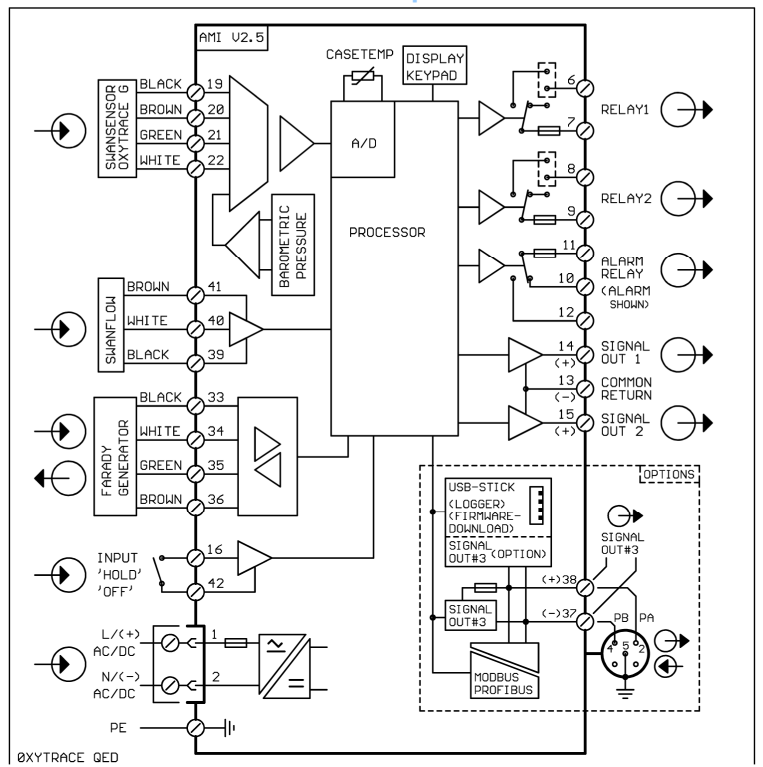 AMI V2.5
CASETEMP
DISPLAY
KEYPAD
SWANSENSOR
OXYTRACE G
BLACK 19
BROWN 20
GREEN 21
WHITE 22
A/D
PROCESSOR
BAROMETRIC
PRESSURE
6
7
RELAY1
8
9
RELAY2
11
10
12
ALARM
RELAY
(ALARM
SHOWN)
SWANFLOW
BROWN 41
WHITE 40
BLACK 39
14
(+)
SIGNAL
OUT 1
13
(-)
COMMON
RETURN
15
(+)
SIGNAL
OUT 2
FARADY
GENERATOR
BLACK 33
WHITE 34
GREEN 35
BROWN 36
OPTIONS
USB-STICK
(LOGGER)
(FIRMWARE-
DOWNLOAD)
SIGNAL
OUT#3 (OPTION)
SIGNAL
OUT#3
INPUT
'HOLD'
'OFF'
16
42
(+)38
(-)37
SIGNAL
OUT#3
PB PA
4 5 2
MODBUS
PROFIBUS
L/(+)
AC/DC
1
N/(-)
AC/DC
2
PE
ØXYTRACE QED